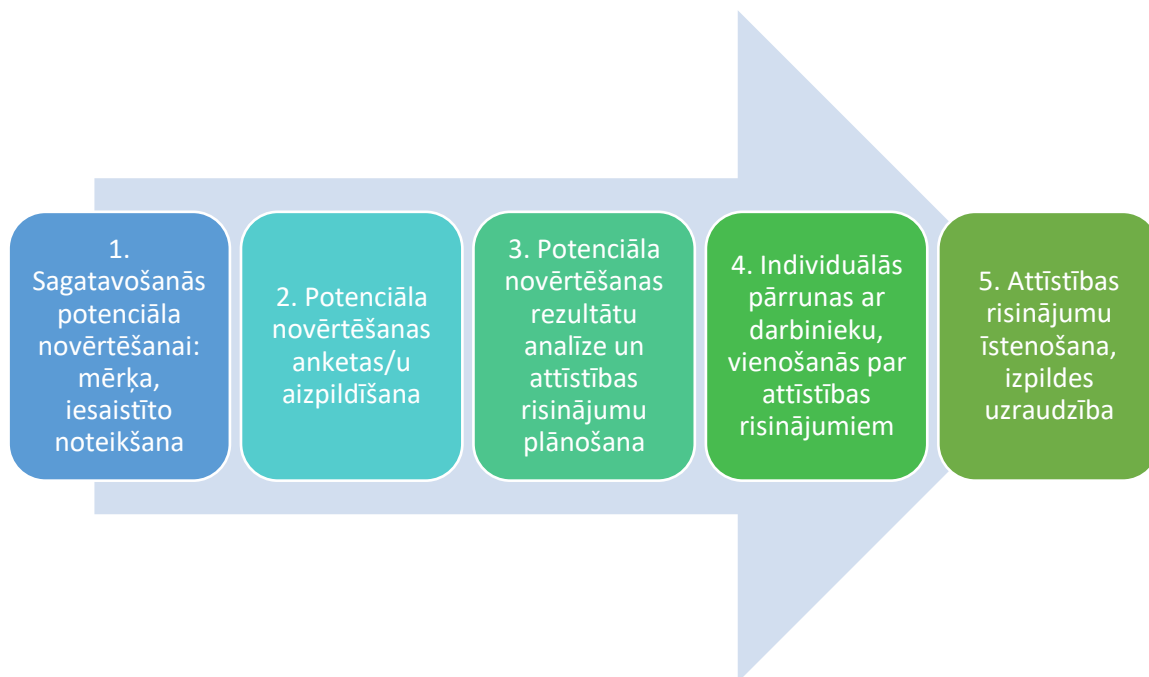 1.
Sagatavošanās
potenciāla
novērtēšanai:
mērķa,
iesaistīto
noteikšana
2. Potenciāla
novērtēšanas
anketas/u
aizpildīšana
3. Potenciāla
novērtēšanas
rezultātu
analīze un
attīstības
risinājumu
plānošana
4. Individuālās
pārrunas ar
darbinieku,
vienošanās par
attīstības
risinājumiem
5. Attīstības
risinājumu
īstenošana,
izpildes
uzraudzība